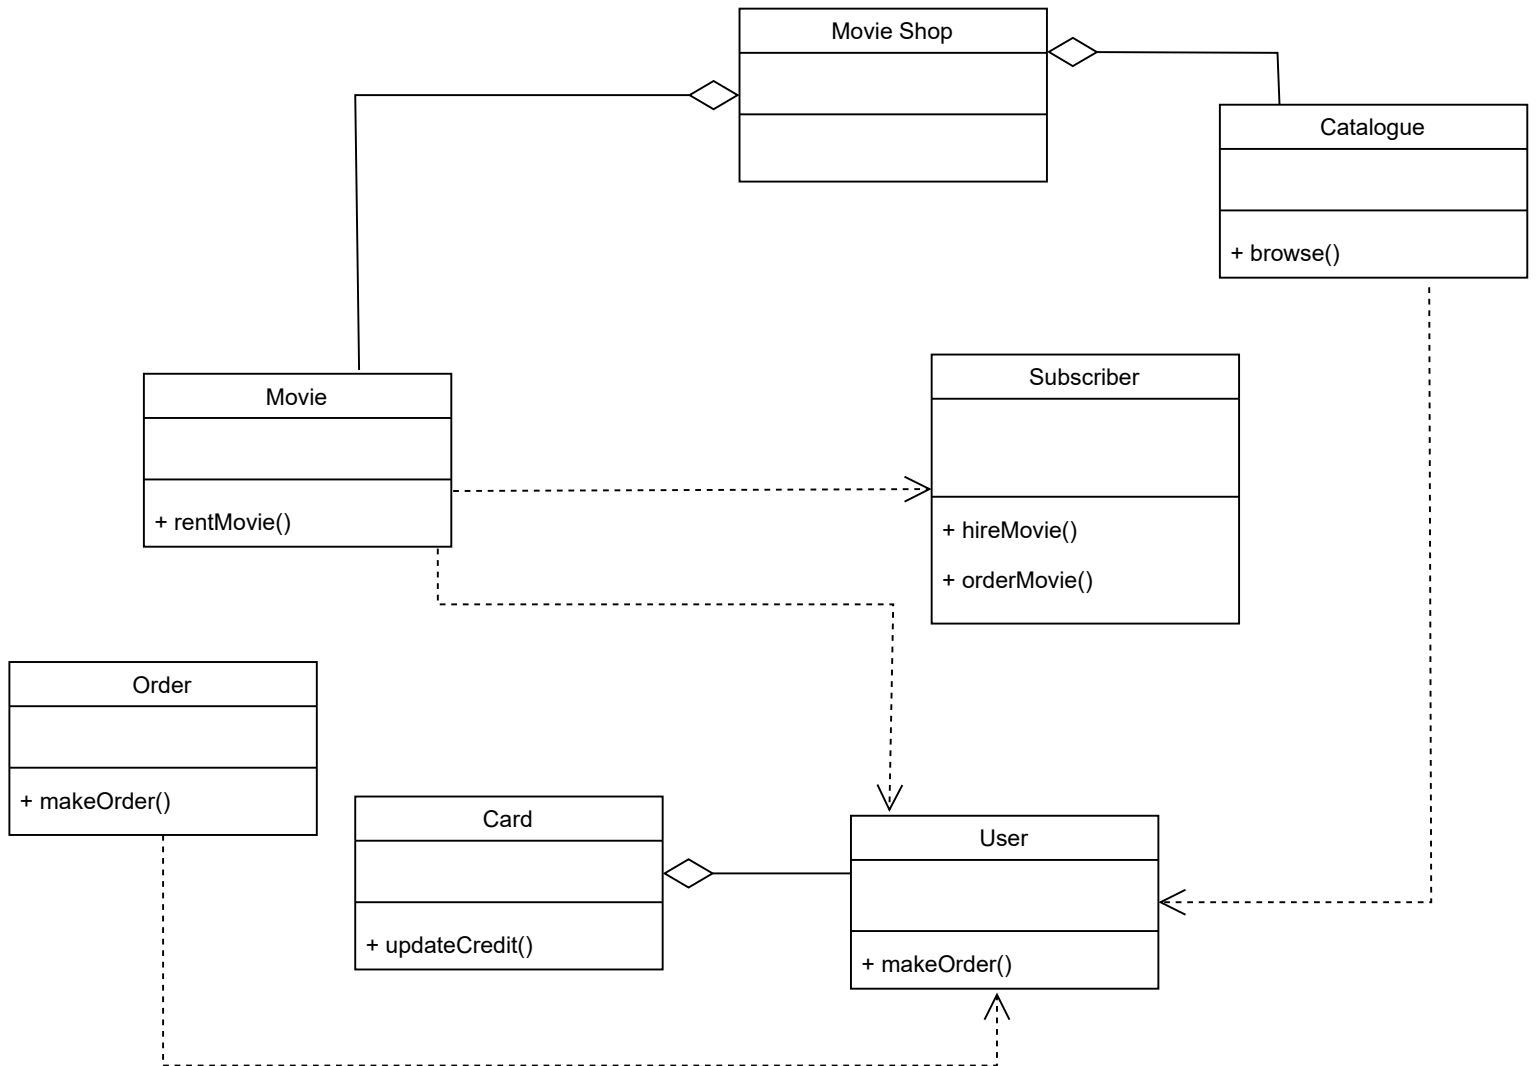 Movie Shop
Catalogue
+ browse()
Movie
+ rentMovie()
Subscriber
+ hireMovie()
+ orderMovie()
Order
+ makeOrder()
Card
+ updateCredit()
User
+ makeOrder()